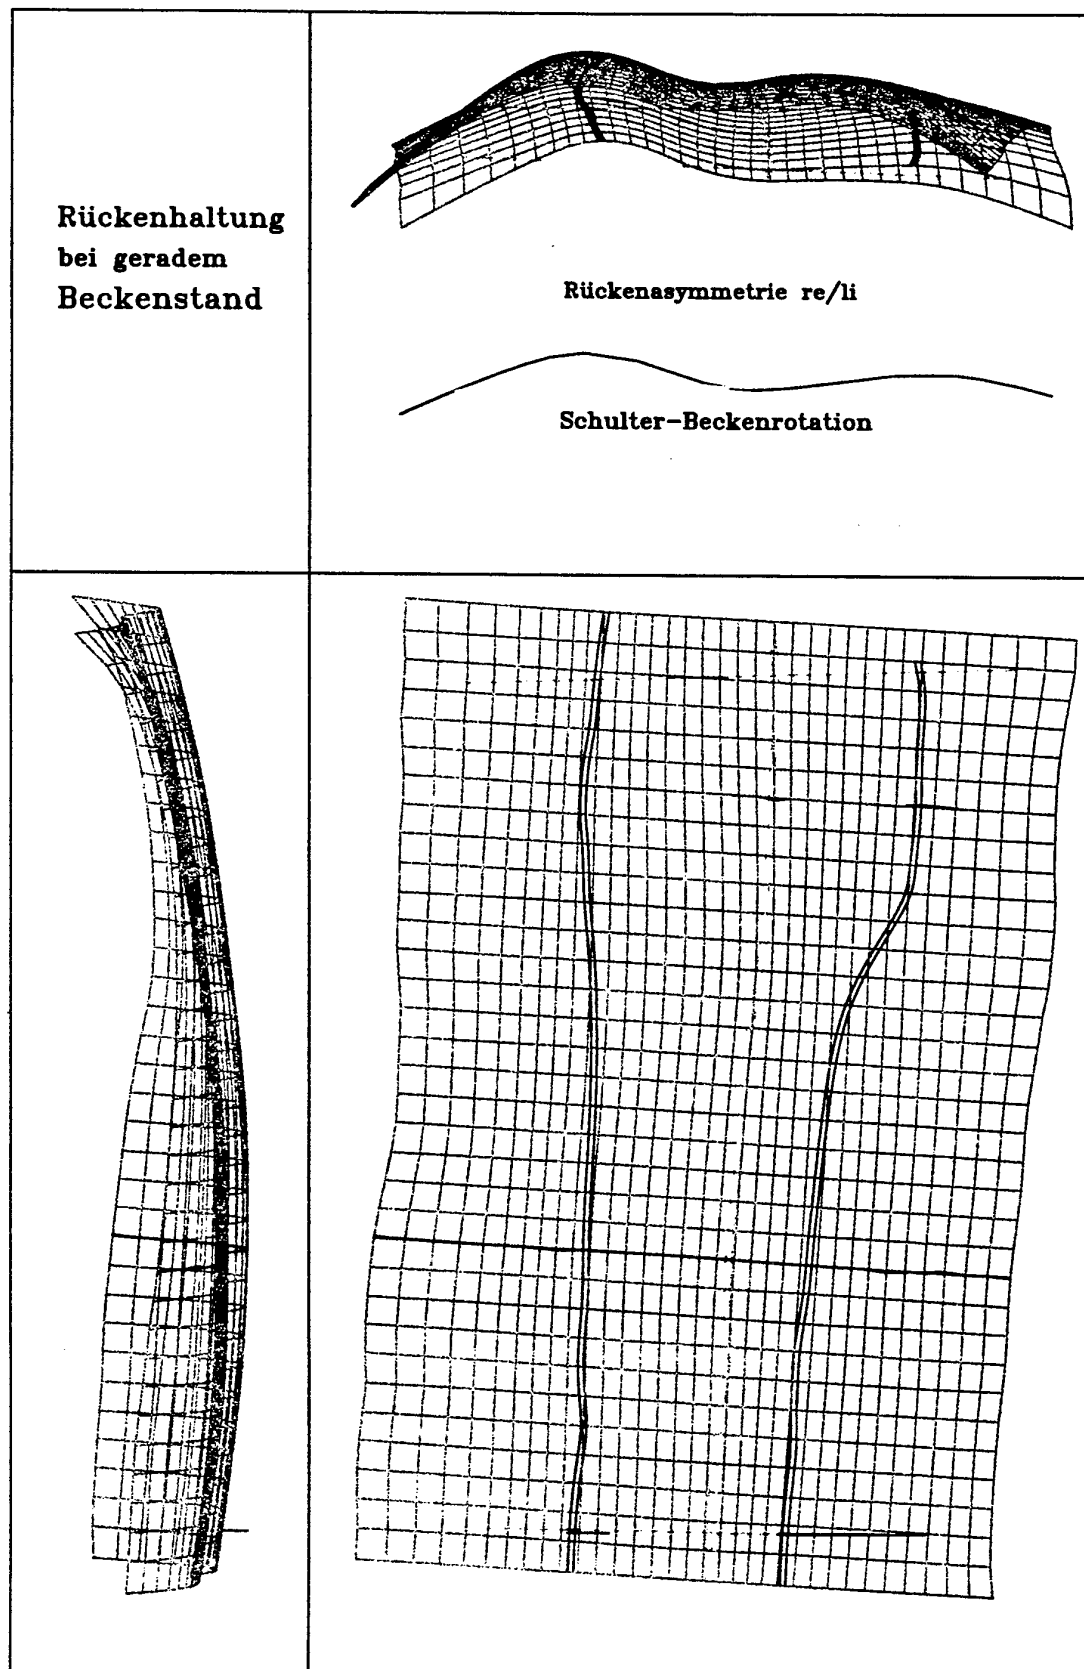 Rückenhaltung
bei geradem
Beckenstand
Rückenasymmetrie re/li
Schulter-Beckenrotation